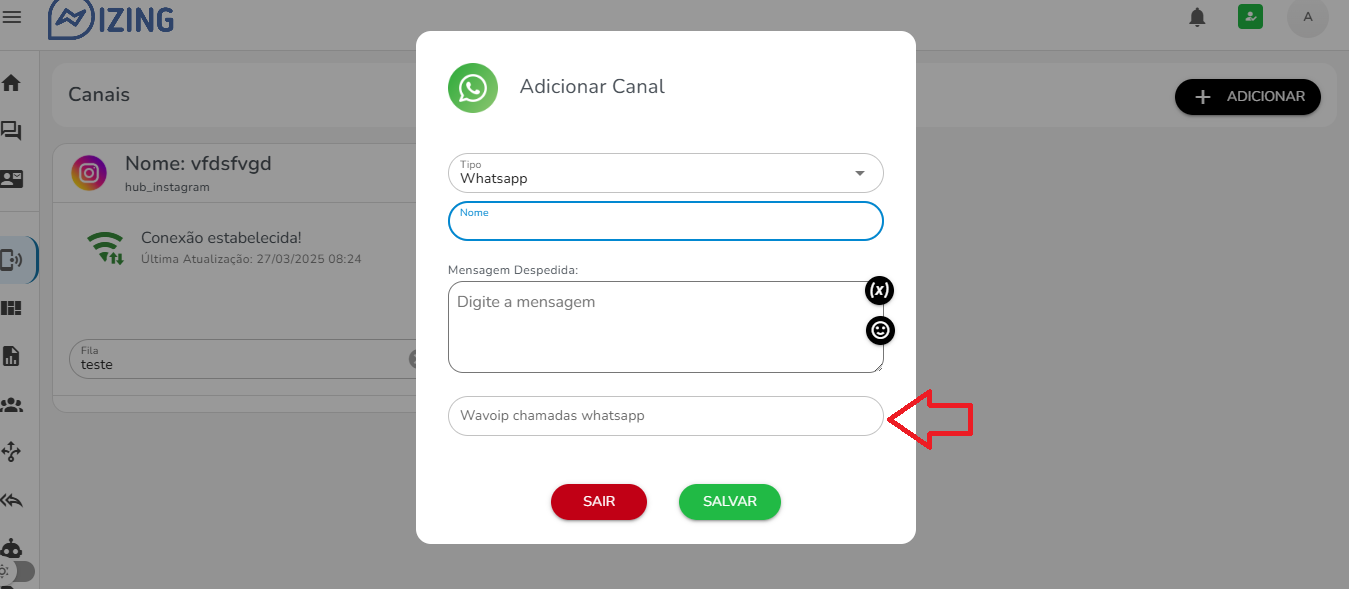 IZING
A
Canais
ADICIONAR
Nome: vfdsfvgd
hub_instagram
Conexão estabelecida!
Última Atualização: 27/03/2025 08:24
Fila
teste
Adicionar Canal
Tipo
Whatsapp
Nome
Mensagem Despedida:
Digite a mensagem
(x)
Wavoip chamadas whatsapp
SAIR
SALVAR